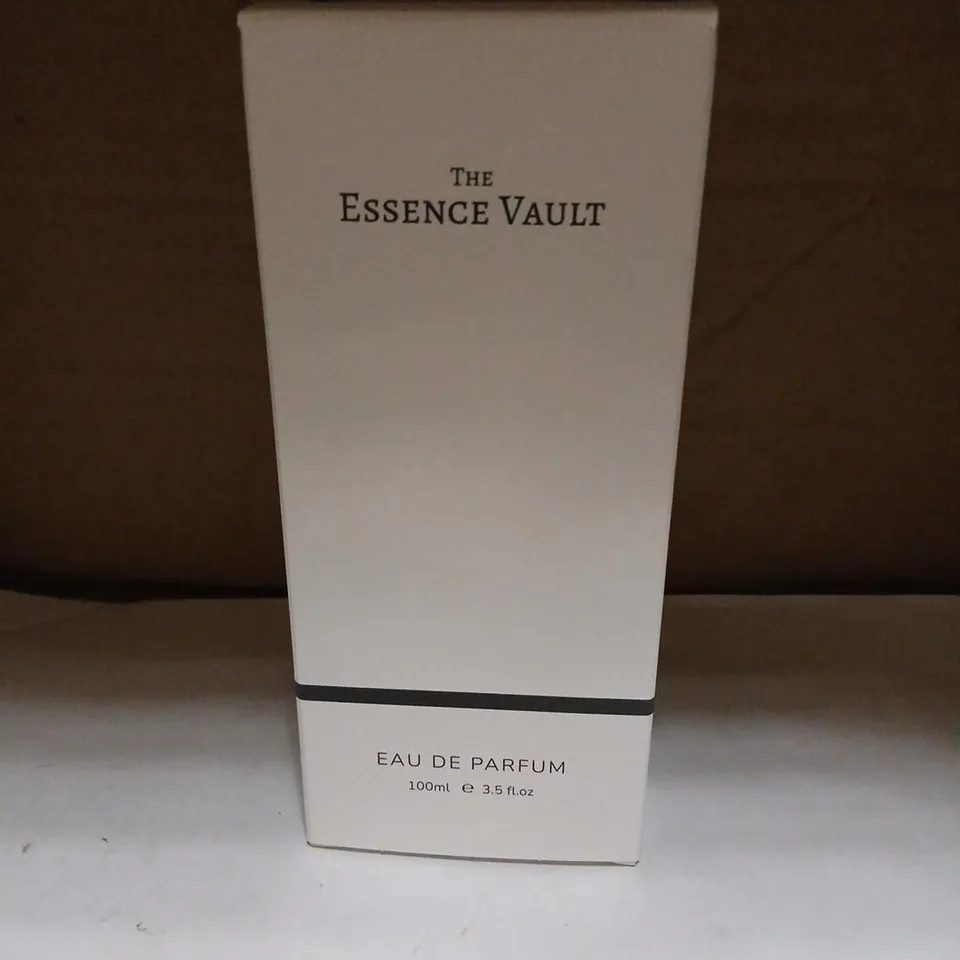 The
Essence Vault
EAU DE PARFUM
100ml ℮ 3.5 fl.oz